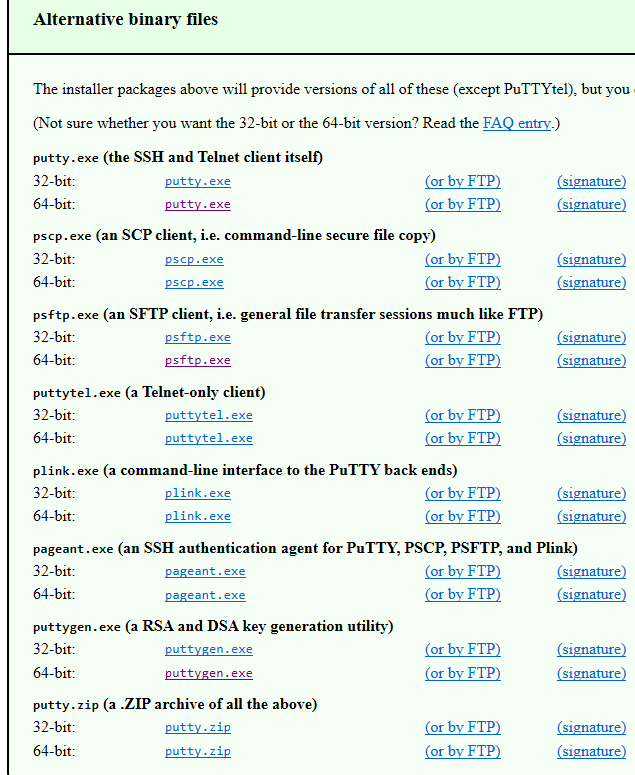 Alternative binary files
The installer packages above will provide versions of all of these (except PuTTYtel), but you
(Not sure whether you want the 32-bit or the 64-bit version? Read the FAQ entry.)
putty.exe (the SSH and Telnet client itself)
32-bit: putty.exe (or by FTP) (signature)
64-bit: putty.exe (or by FTP) (signature)
pscp.exe (an SCP client, i.e. command-line secure file copy)
32-bit: pscp.exe (or by FTP) (signature)
64-bit: pscp.exe (or by FTP) (signature)
psftp.exe (an SFTP client, i.e. general file transfer sessions much like FTP)
32-bit: psftp.exe (or by FTP) (signature)
64-bit: psftp.exe (or by FTP) (signature)
puttytel.exe (a Telnet-only client)
32-bit: puttytel.exe (or by FTP) (signature)
64-bit: puttytel.exe (or by FTP) (signature)
plink.exe (a command-line interface to the PuTTY back ends)
32-bit: plink.exe (or by FTP) (signature)
64-bit: plink.exe (or by FTP) (signature)
pageant.exe (an SSH authentication agent for PuTTY, PSCP, PSFTP, and Plink)
32-bit: pageant.exe (or by FTP) (signature)
64-bit: pageant.exe (or by FTP) (signature)
puttygen.exe (a RSA and DSA key generation utility)
32-bit: puttygen.exe (or by FTP) (signature)
64-bit: puttygen.exe (or by FTP) (signature)
putty.zip (a .ZIP archive of all the above)
32-bit: putty.zip (or by FTP) (signature)
64-bit: putty.zip (or by FTP) (signature)